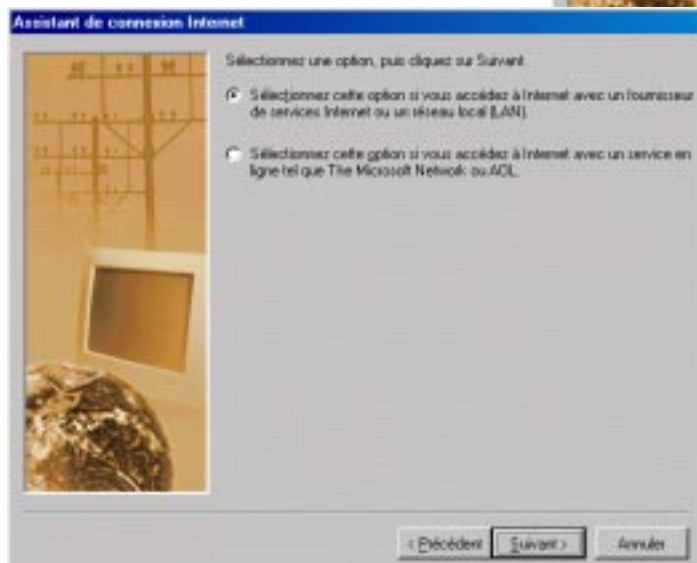 Assistant de connexion Internet
Sélectionnez une option, puis cliquez sur Suivant.
Sélectionnez cette option si vous accédez à Internet avec un fournisseur
de services Internet ou un réseau local (LAN).
Sélectionnez cette option si vous accédez à Internet avec un service en
ligne tel que The Microsoft Network ou AOL.
< Précédent Suivant > Annuler